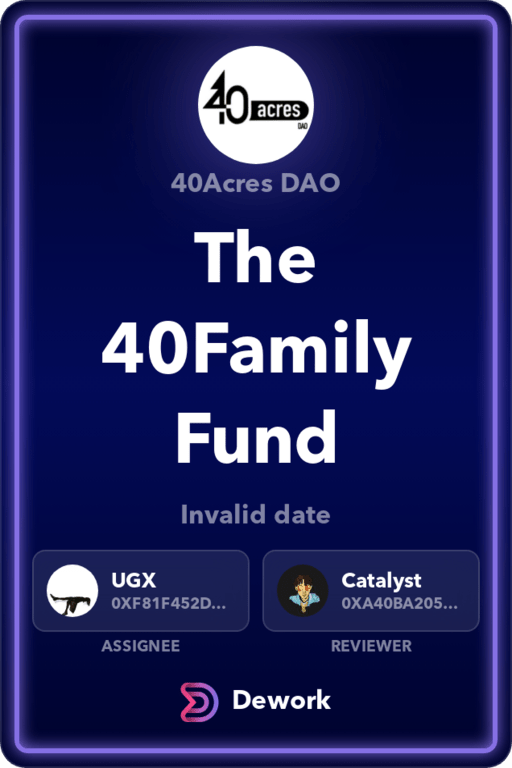 40
acres
DAO
40Acres DAO
The
40Family
Fund
Invalid date
UGX
0XF81F452D...
ASSIGNEE
Catalyst
0XA40BA205...
REVIEWER
Dework